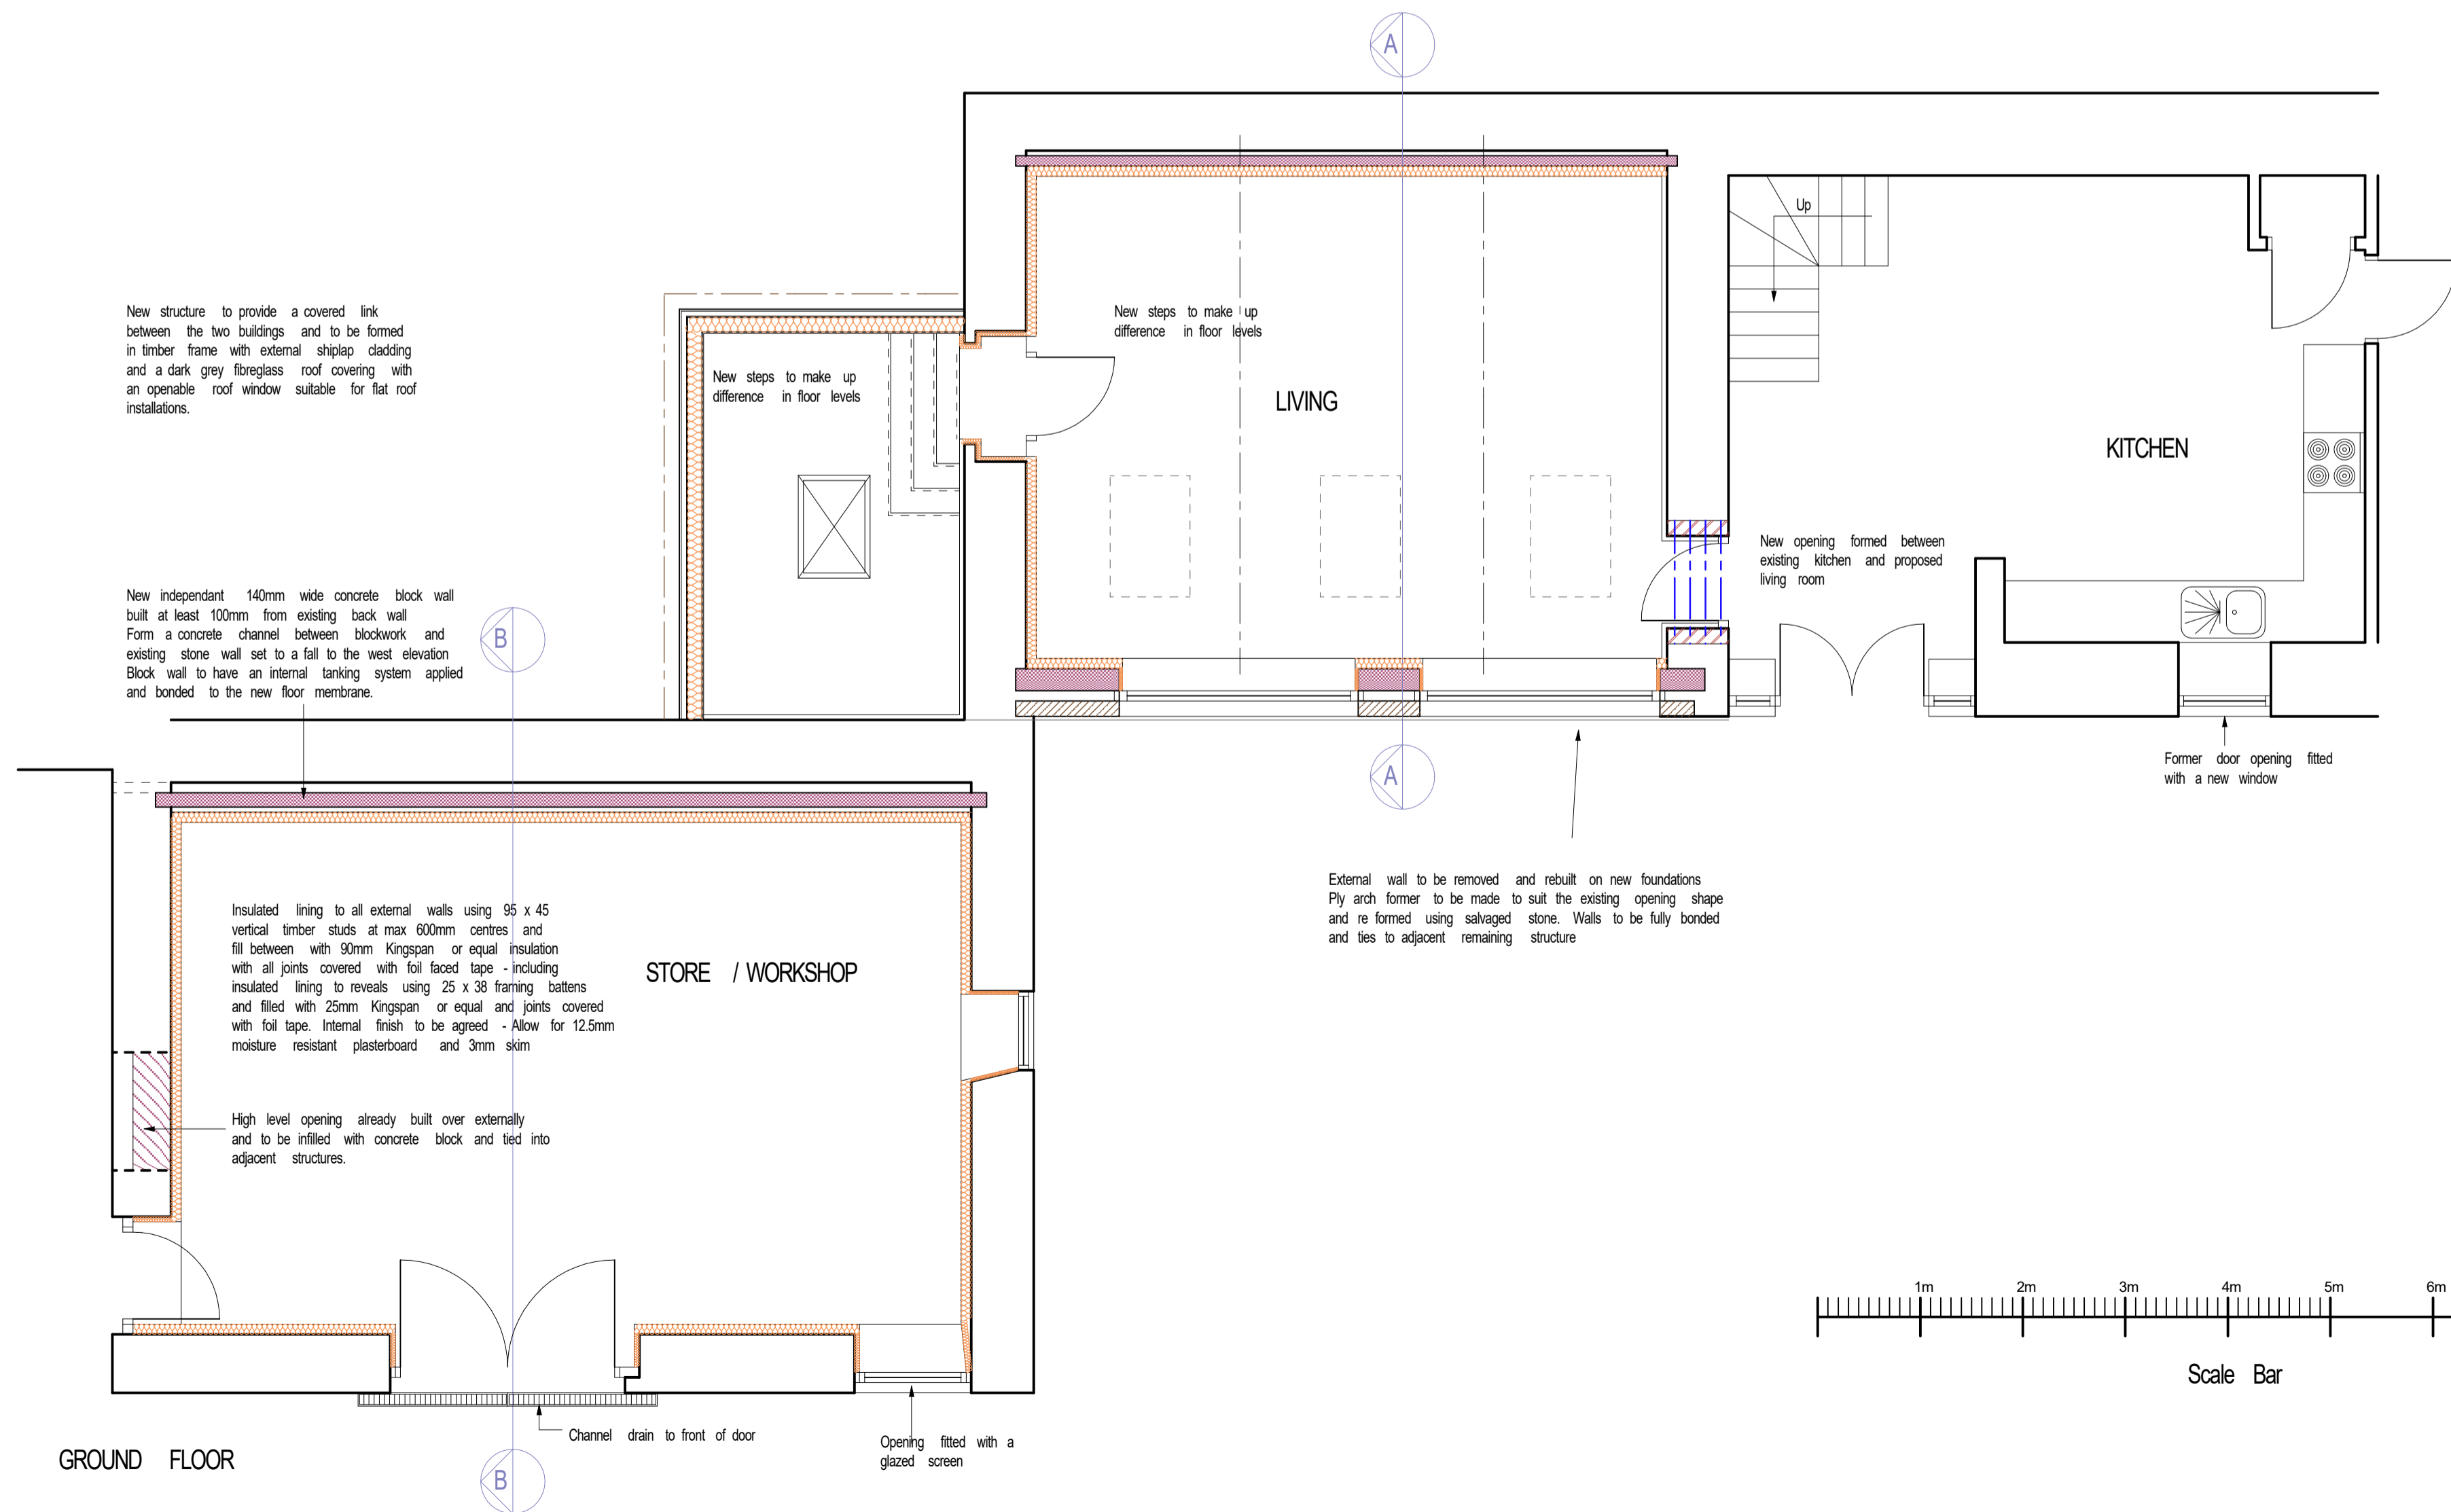 A
New structure to provide a covered link
between the two buildings and to be formed
in timber frame with external shiplap cladding
and a dark grey fibreglass roof covering with
an openable roof window suitable for flat roof
installations.
New steps to make up
difference in floor levels
New steps to make up
difference in floor levels
LIVING
Up
KITCHEN
New opening formed between
existing kitchen and proposed
living room
New independant 140mm wide concrete block wall
built at least 100mm from existing back wall
Form a concrete channel between blockwork and
existing stone wall set to a fall to the west elevation
Block wall to have an internal tanking system applied
and bonded to the new floor membrane.
B
A
Former door opening fitted
with a new window
External wall to be removed and rebuilt on new foundations
Ply arch former to be made to suit the existing opening shape
and re formed using salvaged stone. Walls to be fully bonded
and ties to adjacent remaining structure
Insulated lining to all external walls using 95 x 45
vertical timber studs at max 600mm centres and
fill between with 90mm Kingspan or equal insulation
with all joints covered with foil faced tape - including
insulated lining to reveals using 25 x 38 framing battens
and filled with 25mm Kingspan or equal and joints covered
with foil tape. Internal finish to be agreed - Allow for 12.5mm
moisture resistant plasterboard and 3mm skim
STORE / WORKSHOP
High level opening already built over externally
and to be infilled with concrete block and tied into
adjacent structures.
1m 2m 3m 4m 5m 6m
Scale Bar
Channel drain to front of door
Opening fitted with a
glazed screen
GROUND FLOOR
B